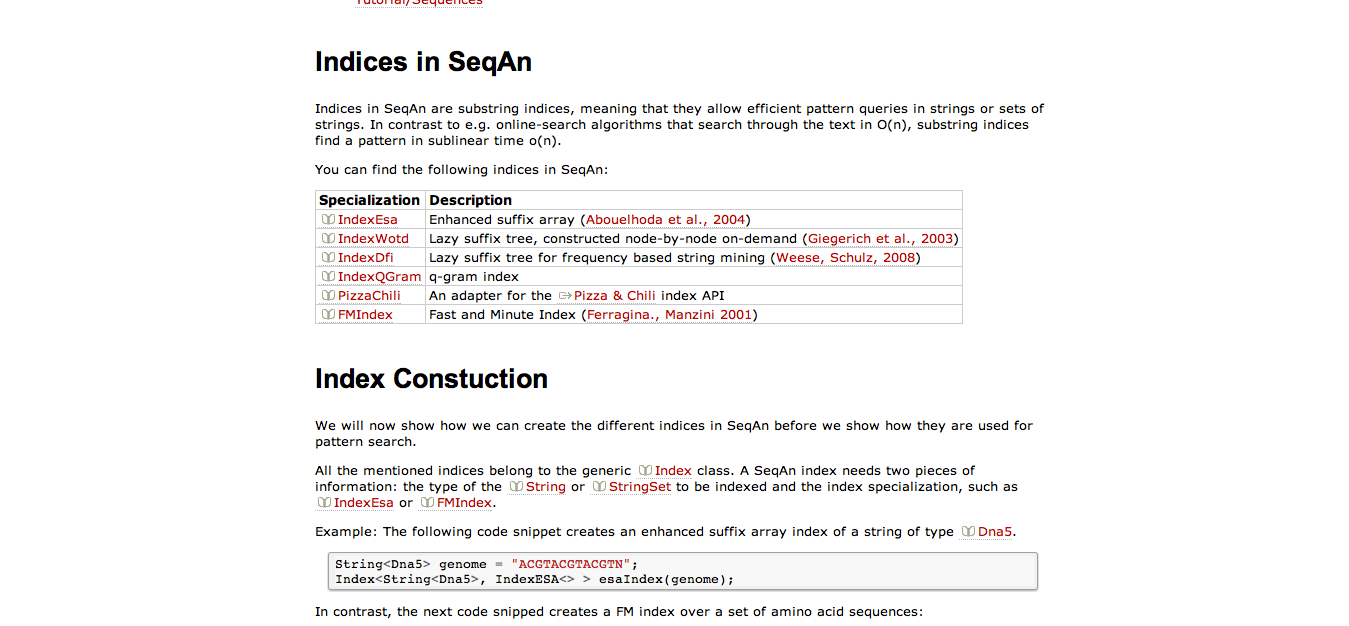 Tutorial/Sequences
Indices in SeqAn
Indices in SeqAn are substring indices, meaning that they allow efficient pattern queries in strings or sets of
strings. In contrast to e.g. online-search algorithms that search through the text in O(n), substring indices
find a pattern in sublinear time o(n).
You can find the following indices in SeqAn:
Specialization Description
IndexEsa Enhanced suffix array (Abouelhoda et al., 2004)
IndexWotd Lazy suffix tree, constructed node-by-node on-demand (Giegerich et al., 2003)
IndexDfi Lazy suffix tree for frequency based string mining (Weese, Schulz, 2008)
IndexQGram q-gram index
PizzaChili An adapter for the Pizza & Chili index API
FMIndex Fast and Minute Index (Ferragina., Manzini 2001)
Index Constuction
We will now show how we can create the different indices in SeqAn before we show how they are used for
pattern search.
All the mentioned indices belong to the generic Index class. A SeqAn index needs two pieces of
information: the type of the String or StringSet to be indexed and the index specialization, such as
IndexEsa or FMIndex.
Example: The following code snippet creates an enhanced suffix array index of a string of type Dna5.
String<Dna5> genome = "ACGTACGTACGTN";
Index<String<Dna5>, IndexESA<> > esaIndex(genome);
In contrast, the next code snipped creates a FM index over a set of amino acid sequences: